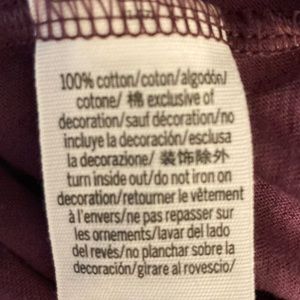 100% cotton/coton/algodón/
cotone/ 棉 exclusive of
decoration/sauf décoration/no
incluye la decoración/esclusa
la decorazione/ 装饰除外
turn inside out/do not iron on
decoration/retourner le vêtement
à l'envers/ne pas repasser sur
les ornements/lavar del lado
del revés/no planchar sobre la
decoración/girare al rovescio/